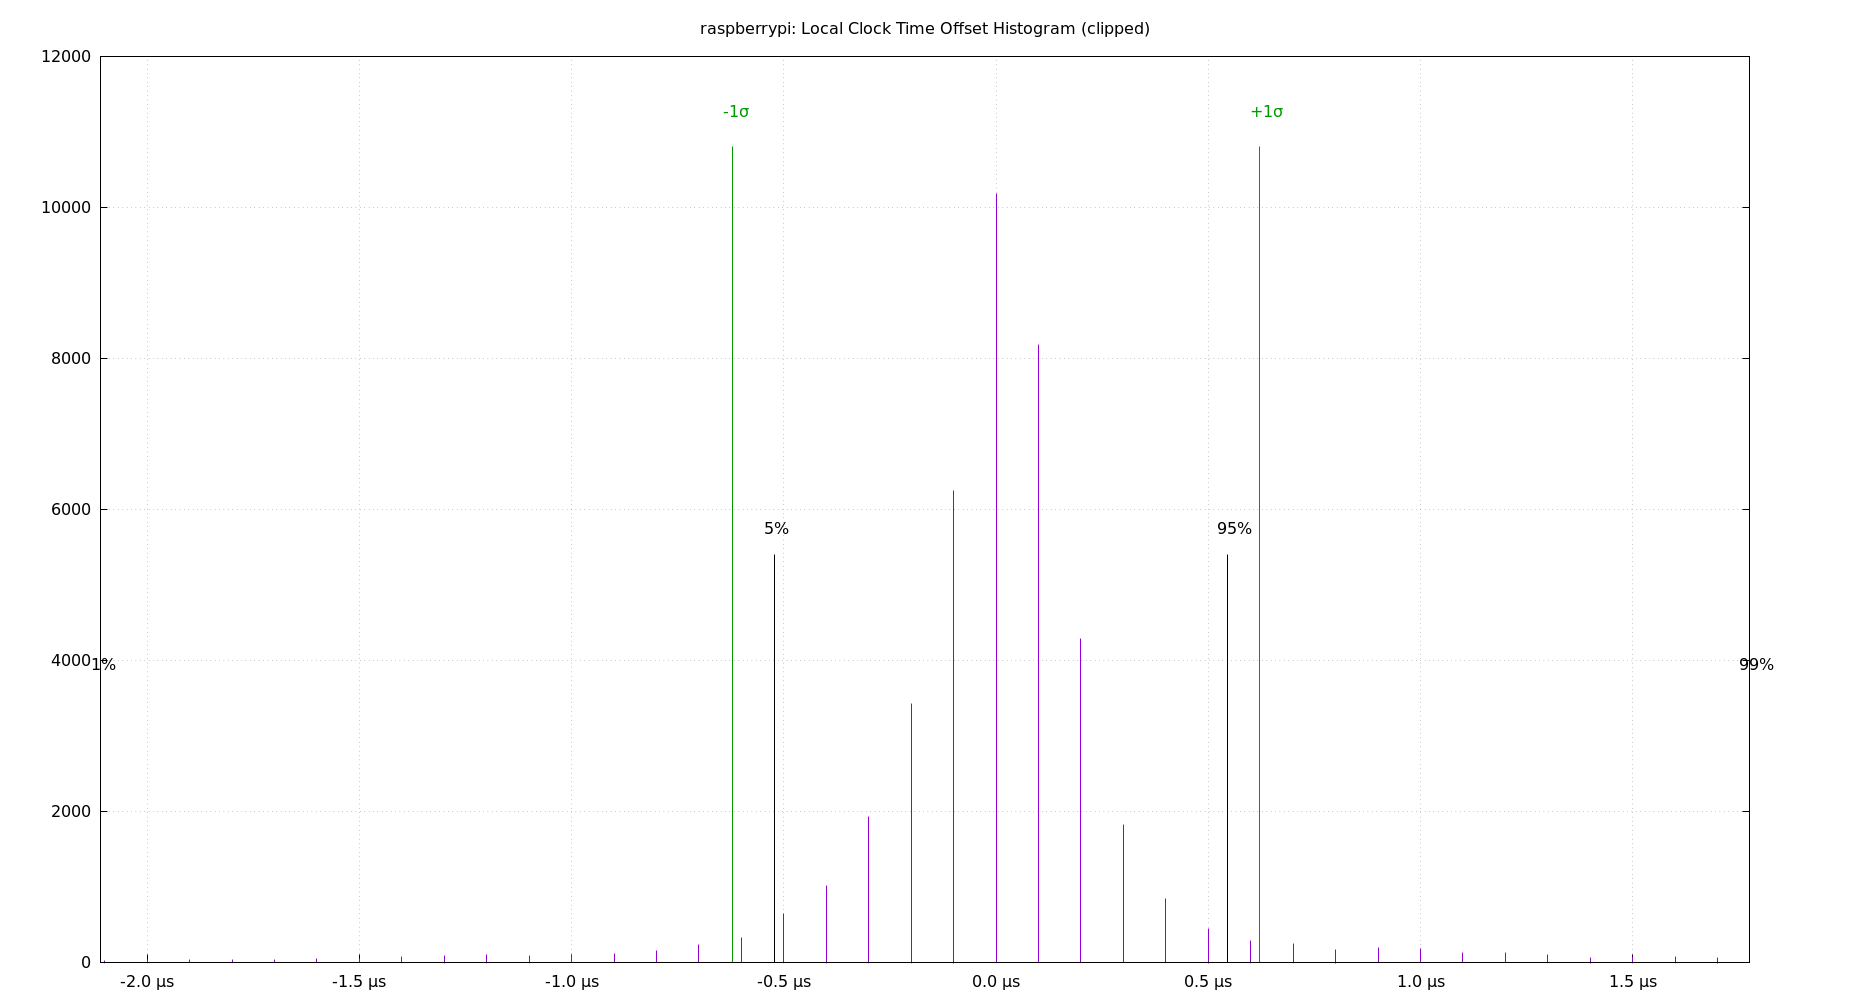 raspberrypi: Local Clock Time Offset Histogram (clipped)
12000
-1σ +1σ
10000
8000
6000
5% 95%
4000 1% 99%
2000
0
-2.0 µs -1.5 µs -1.0 µs -0.5 µs 0.0 µs 0.5 µs 1.0 µs 1.5 µs